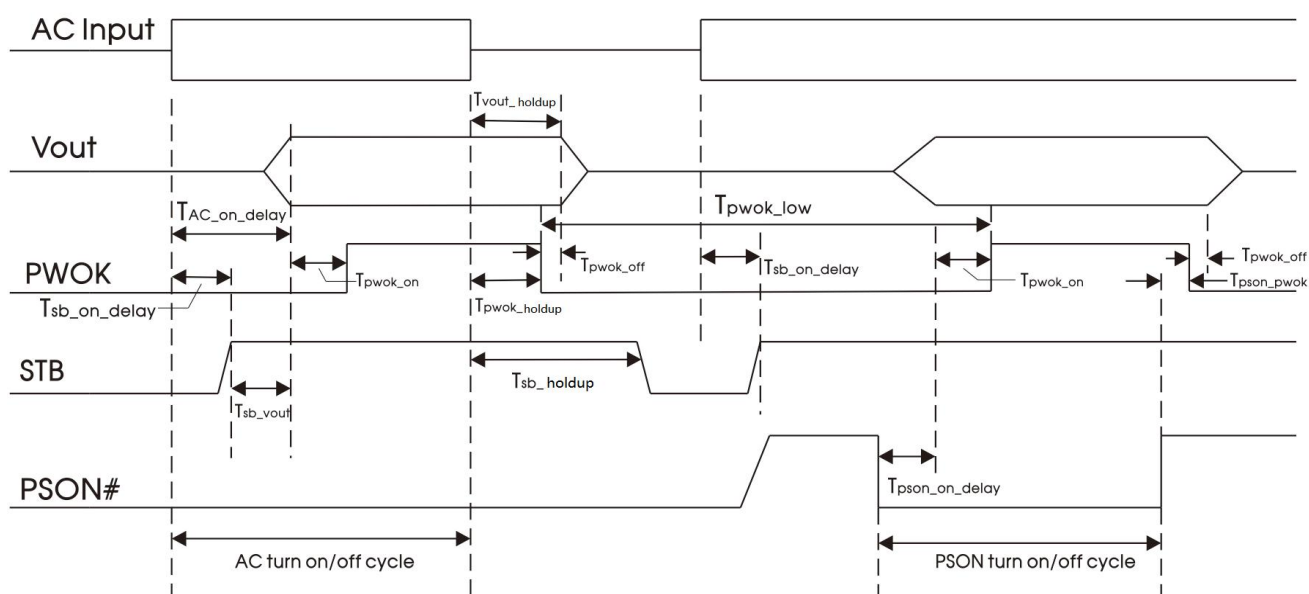 AC Input
Tvout_holdup
Vout
TAC_on_delay
Tpwok_low
PWOK
Tpwok_on
Tpwok_off
Tsb_on_delay
Tpwok_on
Tpwok_off
Tpson_pwok
Tsb_on_delay
Tpwok_holdup
STB
Tsb_holdup
Tsb_vout
PSON#
Tpson_on_delay
AC turn on/off cycle
PSON turn on/off cycle